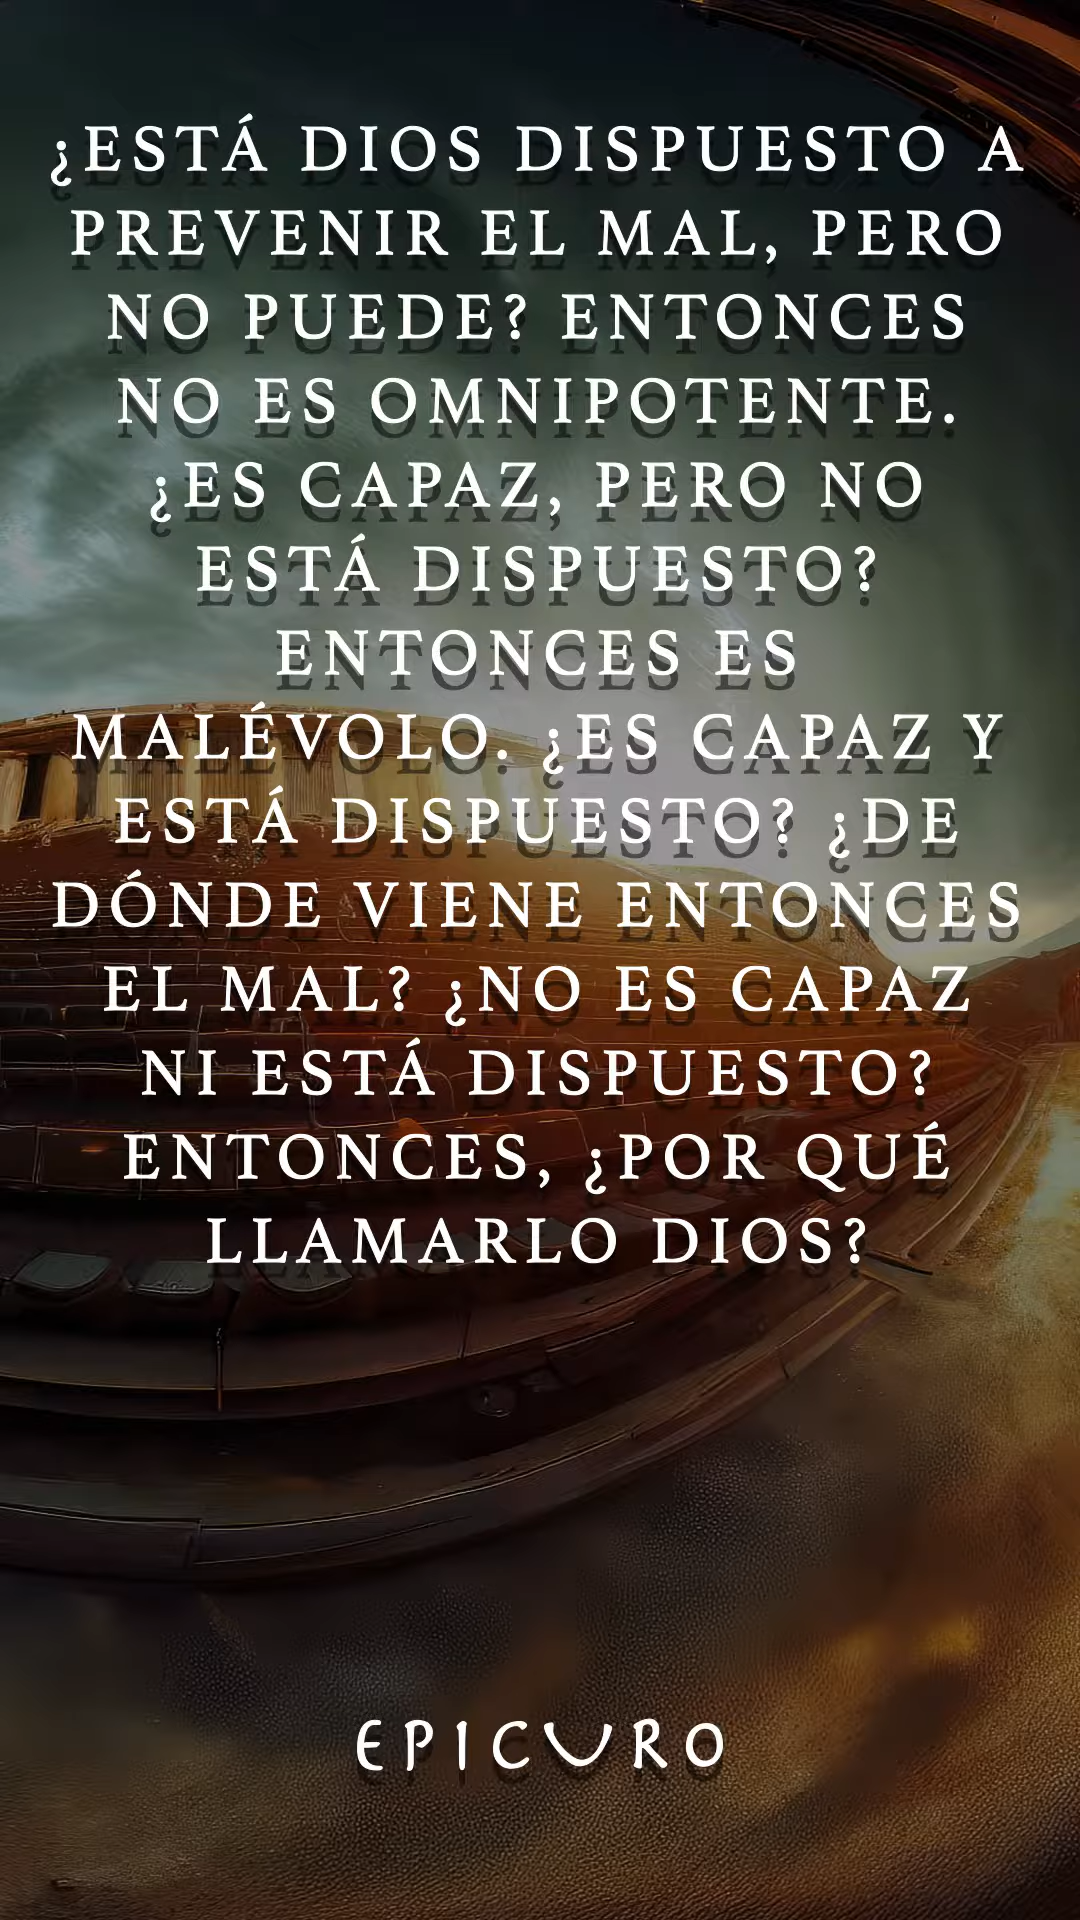 ¿ESTÁ DIOS DISPUESTO A
PREVENIR EL MAL, PERO
NO PUEDE? ENTONCES
NO ES OMNIPOTENTE.
¿ES CAPAZ, PERO NO
ESTÁ DISPUESTO?
ENTONCES ES
MALÉVOLO. ¿ES CAPAZ Y
ESTÁ DISPUESTO? ¿DE
DÓNDE VIENE ENTONCES
EL MAL? ¿NO ES CAPAZ
NI ESTÁ DISPUESTO?
ENTONCES, ¿POR QUÉ
LLAMARLO DIOS?
EPICURO